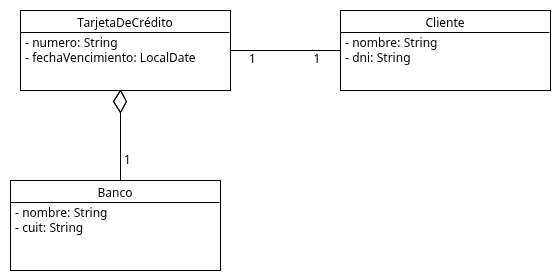 TarjetaDeCrédito
- numero: String
- fechaVencimiento: LocalDate
1
1
Cliente
- nombre: String
- dni: String
1
Banco
- nombre: String
- cuit: String